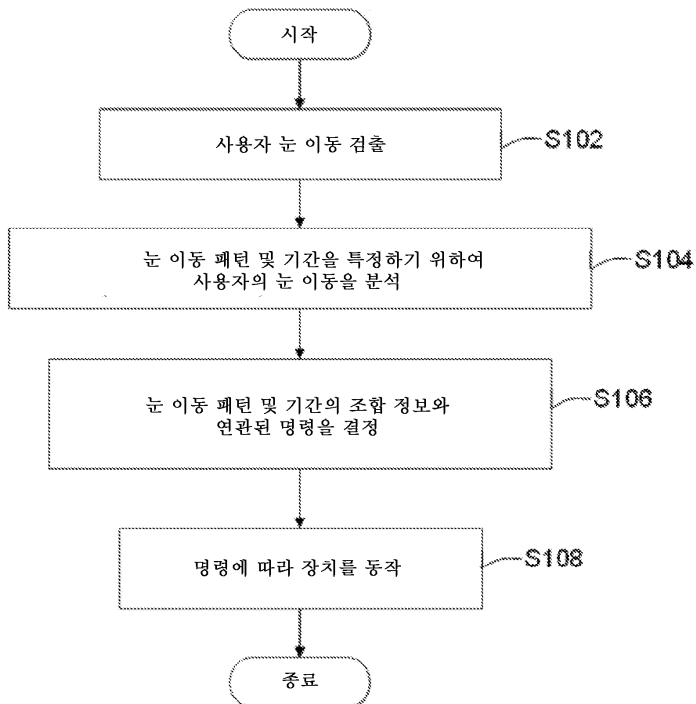 시작
사용자 눈 이동 검출
S102
눈 이동 패턴 및 기간을 특정하기 위하여
사용자의 눈 이동을 분석
S104
눈 이동 패턴 및 기간의 조합 정보와
연관된 명령을 결정
S106
명령에 따라 장치를 동작
S108
종료